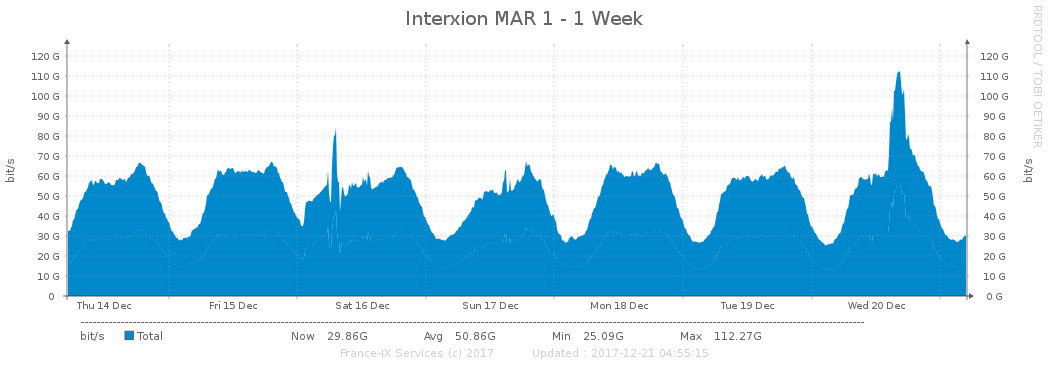 Interxion MAR 1 - 1 Week
RRDTOOL / TOBI OETIKER
bit/s
120 G 120 G
110 G 110 G
100 G 100 G
90 G 90 G
80 G 80 G
70 G 70 G
60 G 60 G
50 G 50 G
40 G 40 G
30 G 30 G
20 G 20 G
10 G 10 G
0 0 G
bit/s
Thu 14 Dec Fri 15 Dec Sat 16 Dec Sun 17 Dec Mon 18 Dec Tue 19 Dec Wed 20 Dec
bit/s Total Now 29.86G Avg 50.86G Min 25.09G Max 112.27G
France-IX Services (c) 2017 Updated : 2017-12-21 04:55:15